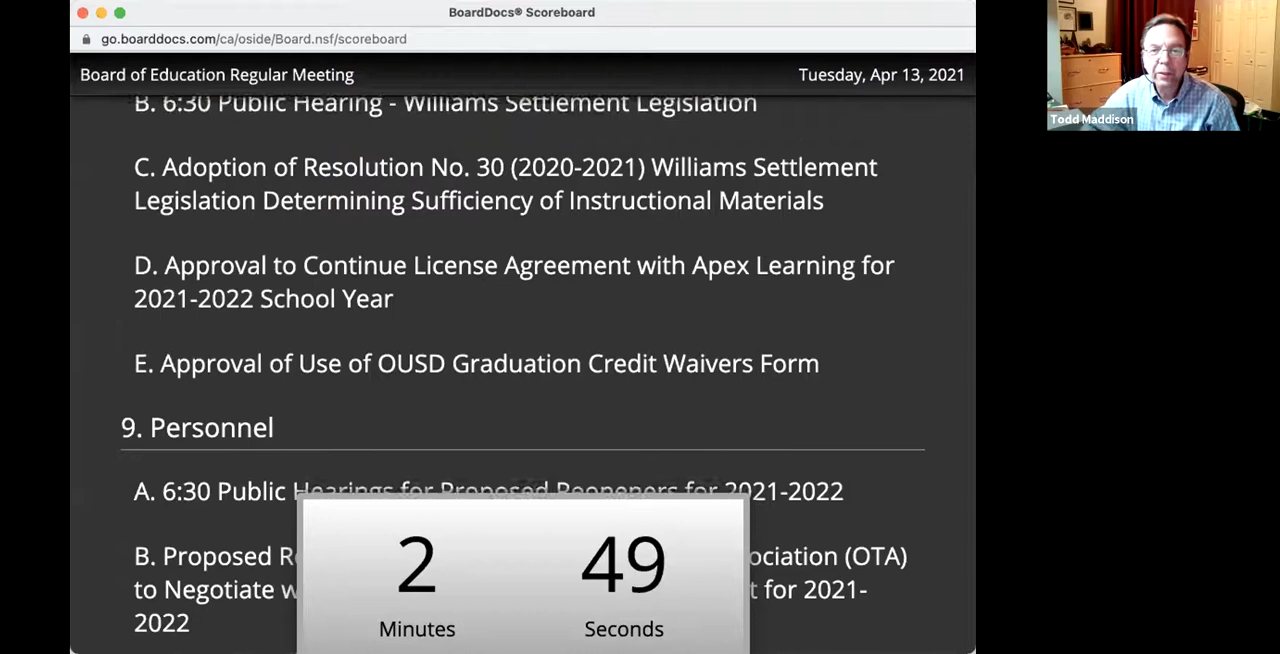 BoardDocs® Scoreboard
go.boarddocs.com/ca/oside/Board.nsf/scoreboard
Board of Education Regular Meeting
Tuesday, Apr 13, 2021
B. 6:30 Public Hearing - Williams Settlement Legislation
C. Adoption of Resolution No. 30 (2020-2021) Williams Settlement
Legislation Determining Sufficiency of Instructional Materials
D. Approval to Continue License Agreement with Apex Learning for
2021-2022 School Year
E. Approval of Use of OUSD Graduation Credit Waivers Form
9. Personnel
A. 6:30 Public Hearings for Proposed Reopeners for 2021-2022
B. Proposed (OTA)
to Negotiate for 2021-
2022
2 49
Minutes Seconds
Todd Maddison